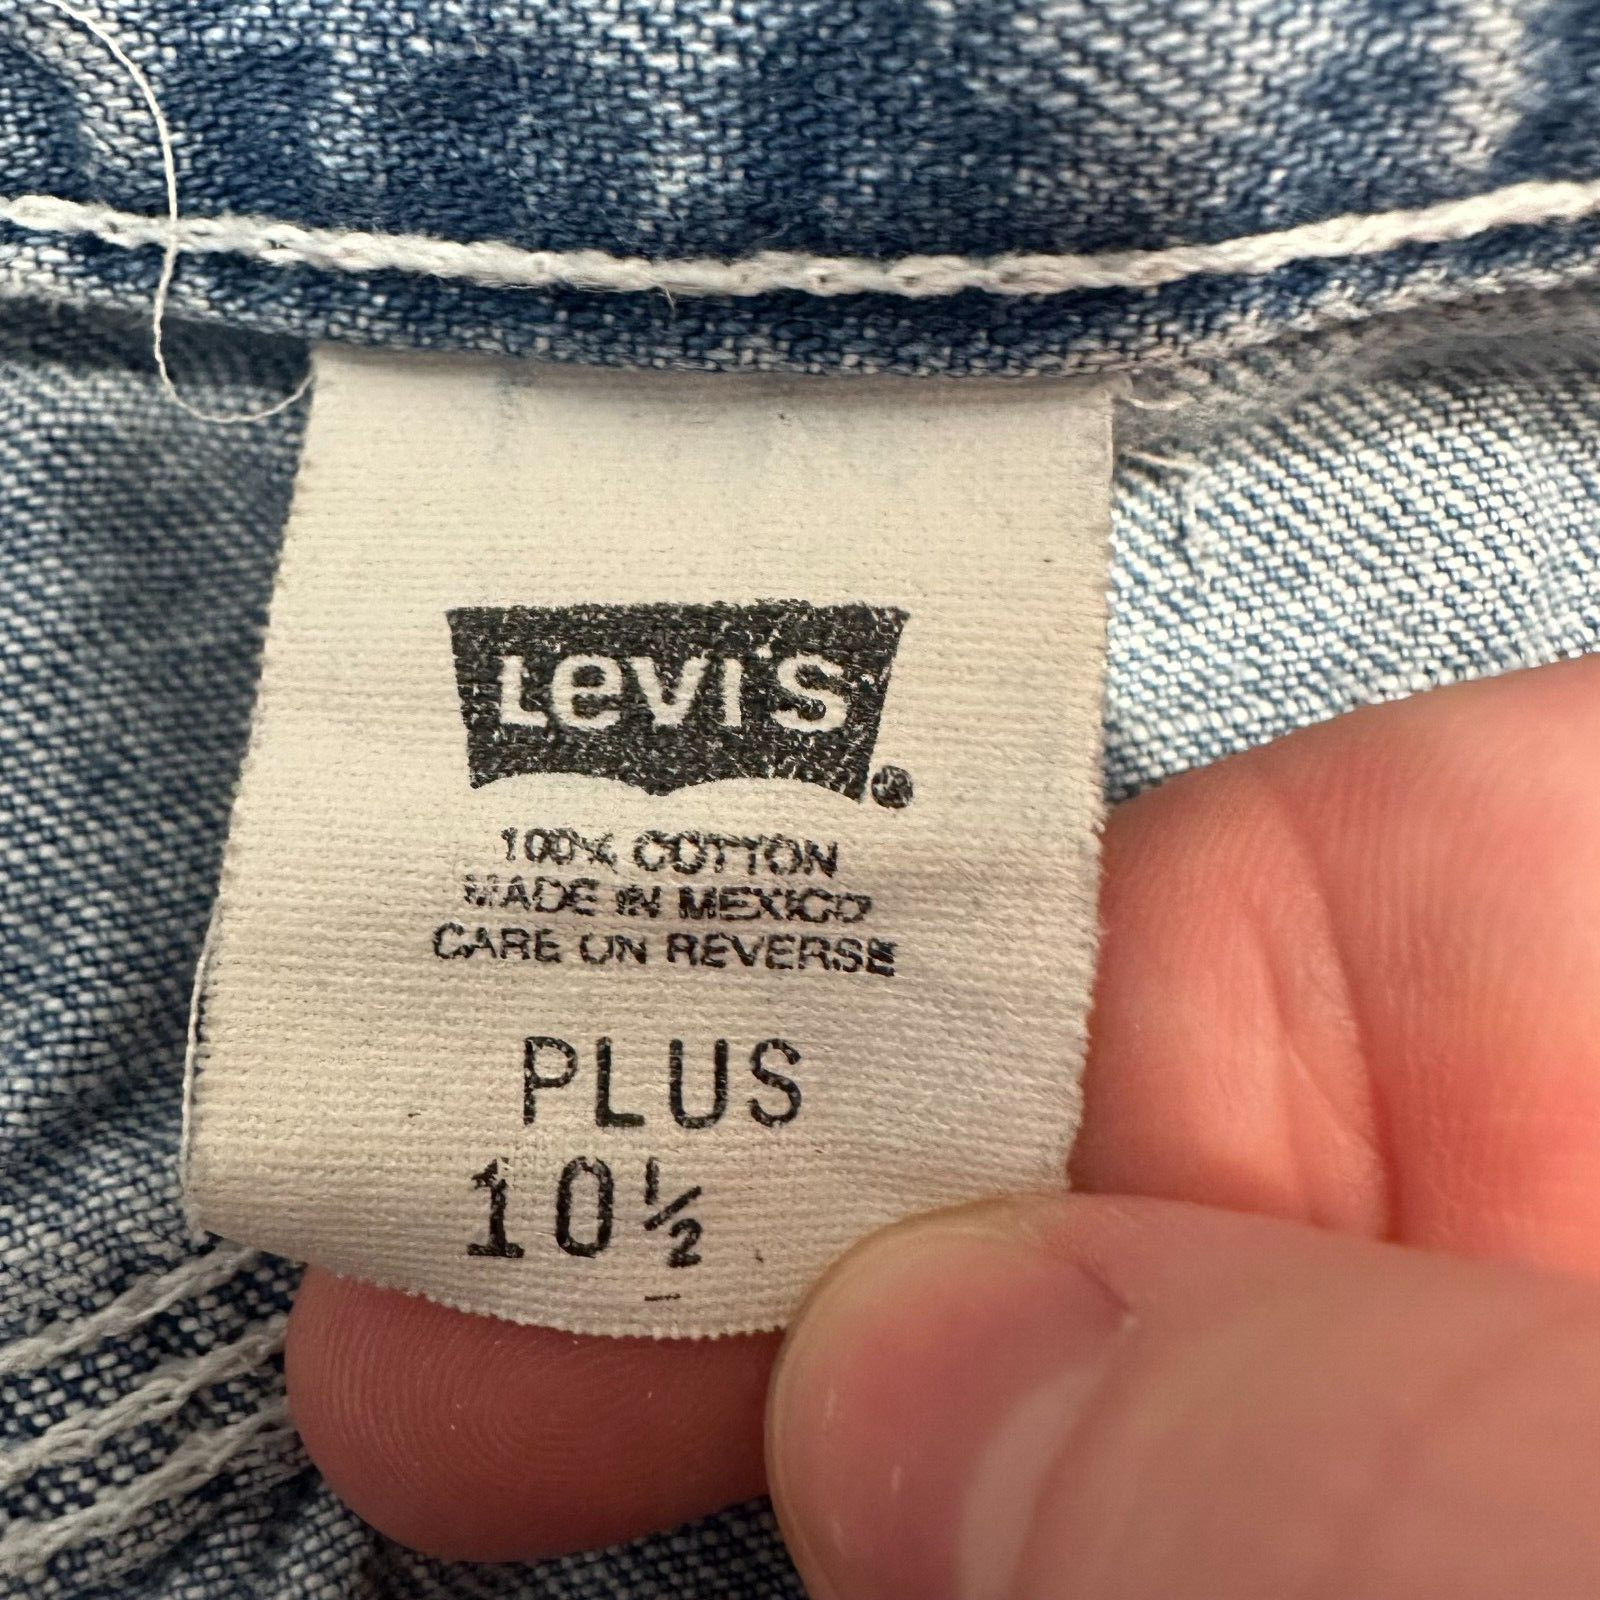 Levi's
100% COTTON
MADE IN MEXICO
CARE ON REVERSE
PLUS
10½